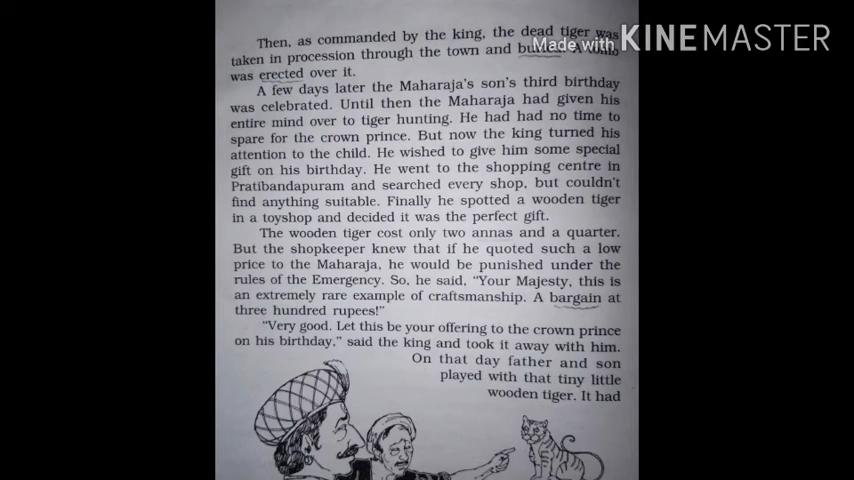 Made with KINEMASTER
Then, as commanded by the king, the dead tiger was
taken in procession through the town and A
was erected over it.
A few days later the Maharaja's son's third birthday
was celebrated. Until then the Maharaja had given his
entire mind over to tiger hunting. He had had no time to
spare for the crown prince. But now the king turned his
attention to the child. He wished to give him some special
gift on his birthday. He went to the shopping centre in
Pratibandapuram and searched every shop, but couldn't
find anything suitable. Finally he spotted a wooden tiger
in a toyshop and decided it was the perfect gift.
The wooden tiger cost only two annas and a quarter.
But the shopkeeper knew that if he quoted such a low
price to the Maharaja, he would be punished under the
rules of the Emergency. So, he said, “Your Majesty, this is
an extremely rare example of craftsmanship. A bargain at
three hundred rupees!”
“Very good. Let this be your offering to the crown prince
on his birthday,” said the king and took it away with him.
On that day father and son
played with that tiny little
wooden tiger. It had